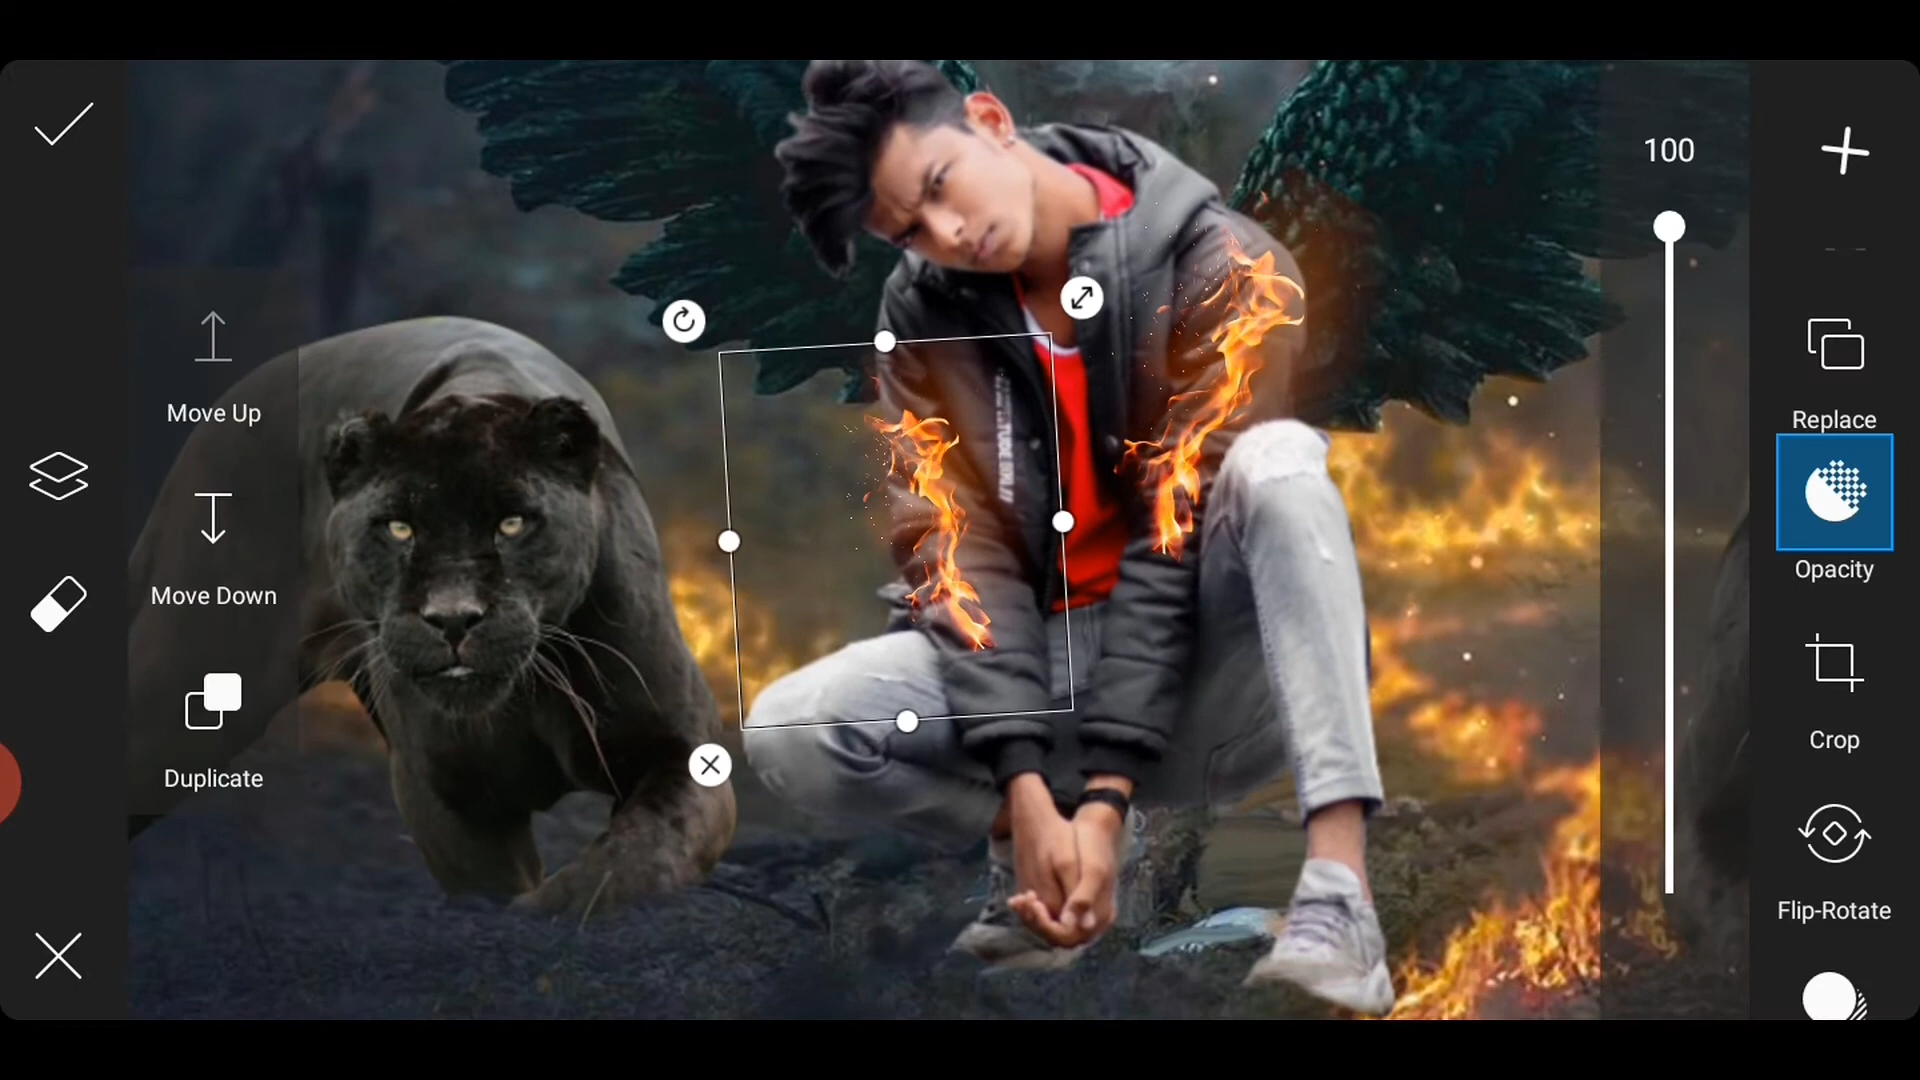 100
Move Up
Replace
Opacity
Move Down
Crop
Duplicate
Flip-Rotate